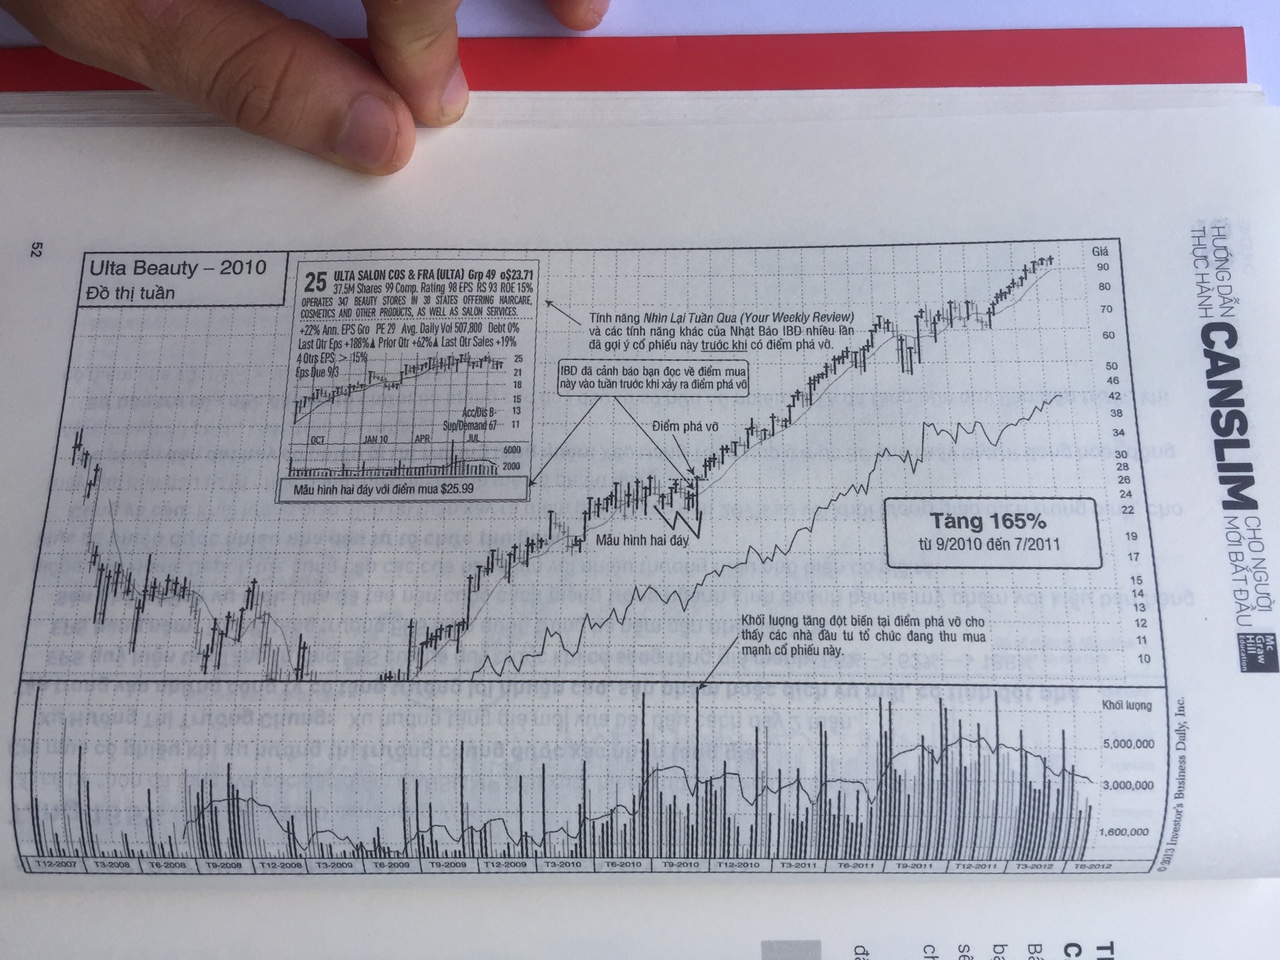 52
HƯỚNG DẪN
THỰC HÀNH
CANSLIM
CHO NGƯỜI
MỚI BẮT ĐẦU
Mc
Graw
Hill
Education
Ulta Beauty – 2010
Đồ thị tuần
25 ULTA SALON COS & FRA (ULTA) Grp 49 o$23.71
37.5M Shares 99 Comp. Rating 98 EPS RS 93 ROE 15%
OPERATES 347 BEAUTY STORES IN 38 STATES OFFERING HAIRCARE,
COSMETICS AND OTHER PRODUCTS, AS WELL AS SALON SERVICES.
+22% Ann. EPS Gro PE 29 Avg. Daily Vol 507,800 Debt 0%
Last Qtr Eps +188%▲ Prior Qtr +62%▲ Last Qtr Sales +19%
4 Qtrs EPS > 15%
Eps Due 9/3
25
21
18
15
13
11
Acc/Dis B-
Sup/Demand 67
OCT JAN 10 APR JUL
6000
2000
Mẫu hình hai đáy với điểm mua $25.99
Tính năng Nhìn Lại Tuần Qua (Your Weekly Review)
và các tính năng khác của Nhật Báo IBD nhiều lần
đã gợi ý cổ phiếu này trước khi có điểm phá vỡ.
IBD đã cảnh báo bạn đọc về điểm mua
này vào tuần trước khi xảy ra điểm phá vỡ
Điểm phá vỡ
Mẫu hình hai đáy
Tăng 165%
từ 9/2010 đến 7/2011
Khối lượng tăng đột biến tại điểm phá vỡ cho
thấy các nhà đầu tư tổ chức đang thu mua
mạnh cổ phiếu này.
Giá
90
80
70
60
50
46
42
38
34
30
28
26
24
22
19
17
15
14
13
12
11
10
Khối lượng
5,000,000
3,000,000
1,600,000
T12-2007 T3-2008 T6-2008 T9-2008 T12-2008 T3-2009 T6-2009 T9-2009 T12-2009 T3-2010 T6-2010 T9-2010 T12-2010 T3-2011 T6-2011 T9-2011 T12-2011 T3-2012 T6-2012
© 2013 Investor's Business Daily, Inc.